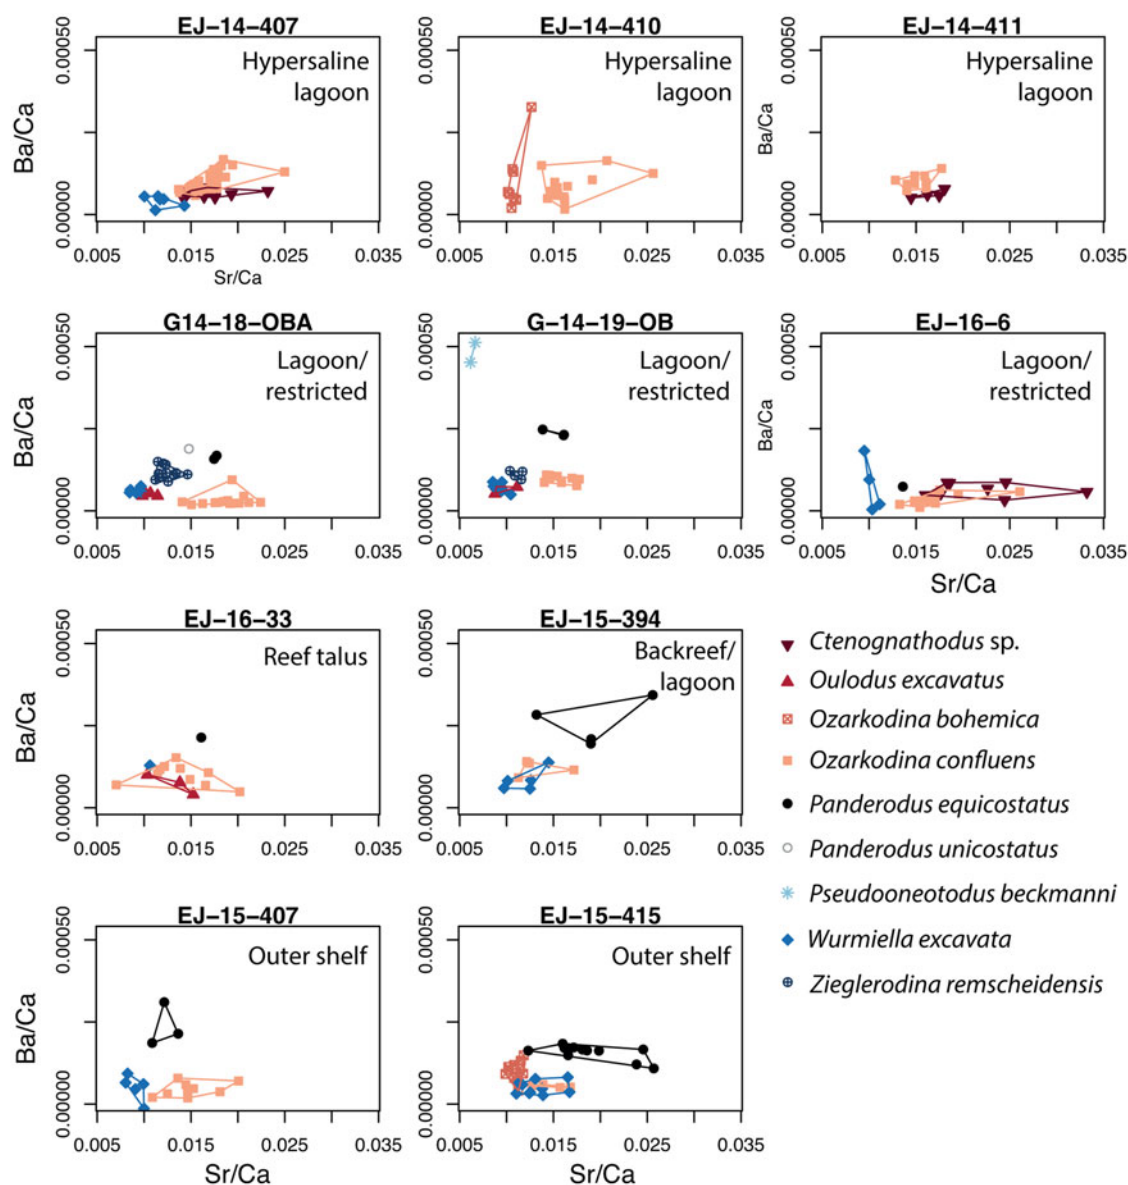 EJ–14–407
EJ–14–410
EJ–14–411
Ba/Ca
0.00050
0.00000
Hypersaline
lagoon
0.005 0.015 0.025 0.035
Sr/Ca
Ba/Ca
0.00050
0.00000
Hypersaline
lagoon
0.005 0.015 0.025 0.035
Ba/Ca
0.00050
0.00000
Hypersaline
lagoon
0.005 0.015 0.025 0.035
G14–18–OBA
G–14–19–OB
EJ–16–6
Ba/Ca
0.00050
0.00000
Lagoon/
restricted
0.005 0.015 0.025 0.035
Ba/Ca
0.00050
0.00000
Lagoon/
restricted
0.005 0.015 0.025 0.035
Ba/Ca
0.00050
0.00000
Lagoon/
restricted
0.005 0.015 0.025 0.035
Sr/Ca
EJ–16–33
EJ–15–394
Ba/Ca
0.00050
0.00000
Reef talus
0.005 0.015 0.025 0.035
Ba/Ca
0.00050
0.00000
Backreef/
lagoon
0.005 0.015 0.025 0.035
Ctenognathodus sp.
Oulodus excavatus
Ozarkodina bohemica
Ozarkodina confluens
Panderodus equicostatus
Panderodus unicostatus
Pseudooneotodus beckmanni
Wurmiella excavata
Zieglerodina remscheidensis
EJ–15–407
EJ–15–415
Ba/Ca
0.00050
0.00000
Outer shelf
0.005 0.015 0.025 0.035
Sr/Ca
Ba/Ca
0.00050
0.00000
Outer shelf
0.005 0.015 0.025 0.035
Sr/Ca